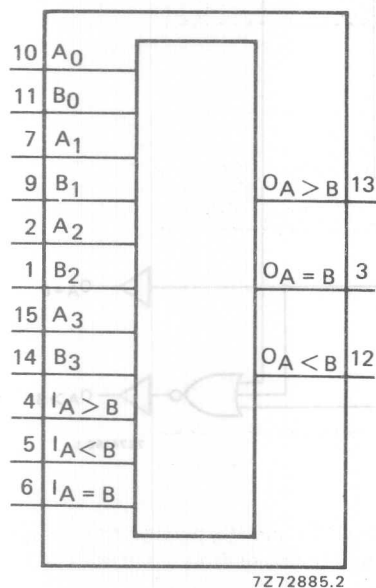 10 A0
11 B0
7 A1
9 B1
OA > B 13
2 A2
1 B2
OA = B 3
15 A3
14 B3
OA < B 12
4 IA > B
5 IA < B
6 IA = B
7Z72885.2